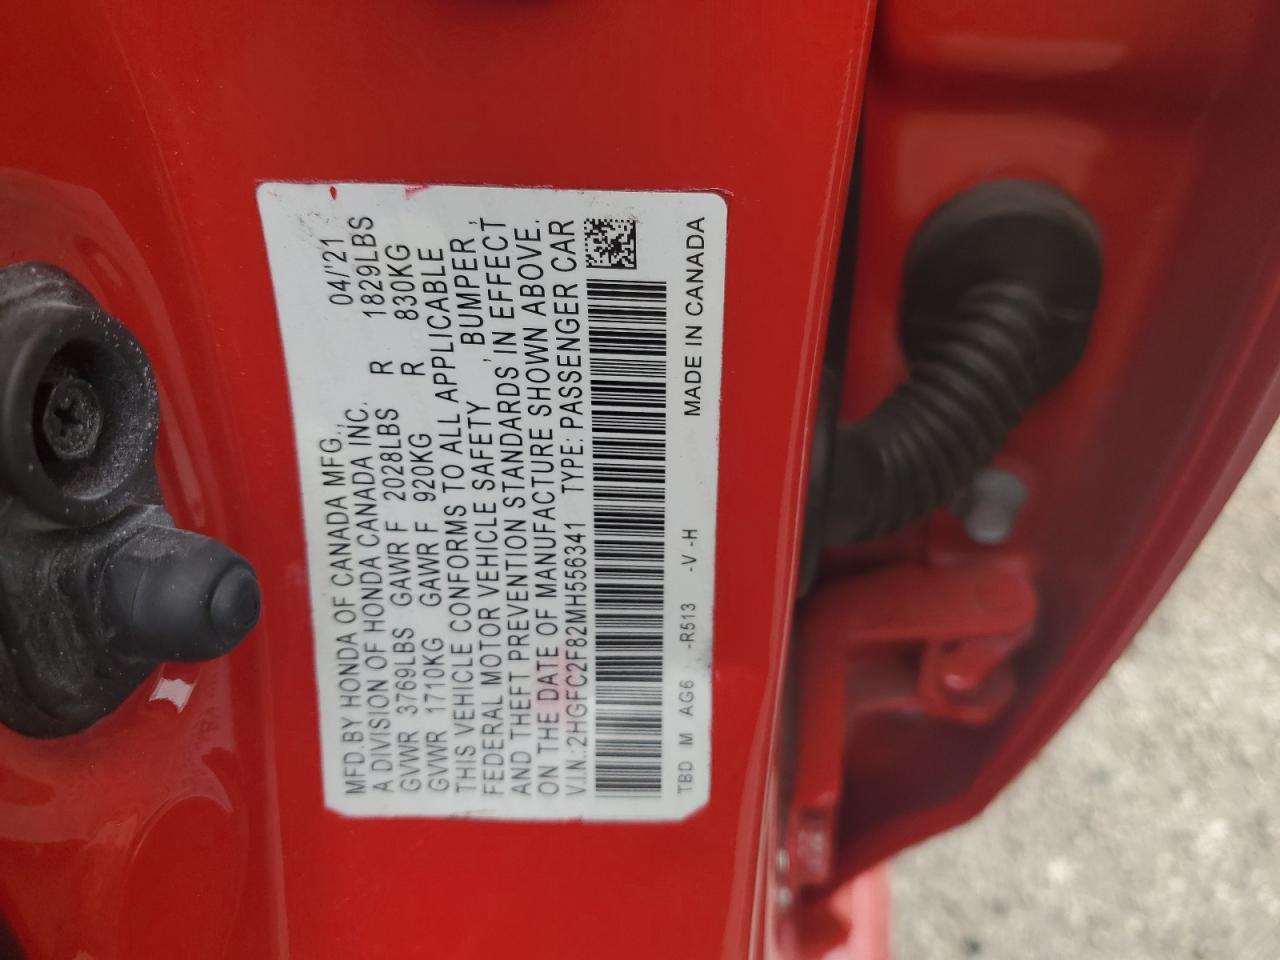 MFD.BY HONDA OF CANADA MFG., 04/'21
A DIVISION OF HONDA CANADA INC.
GVWR 3769LBS GAWR F 2028LBS R 1829LBS
GVWR 1710KG GAWR F 920KG R 830KG
THIS VEHICLE CONFORMS TO ALL APPLICABLE
FEDERAL MOTOR VEHICLE SAFETY, BUMPER,
AND THEFT PREVENTION STANDARDS IN EFFECT
ON THE DATE OF MANUFACTURE SHOWN ABOVE.
V.I.N.:2HGFC2F82MH556341 TYPE: PASSENGER CAR
TBD M AG6 -R513 -V -H MADE IN CANADA